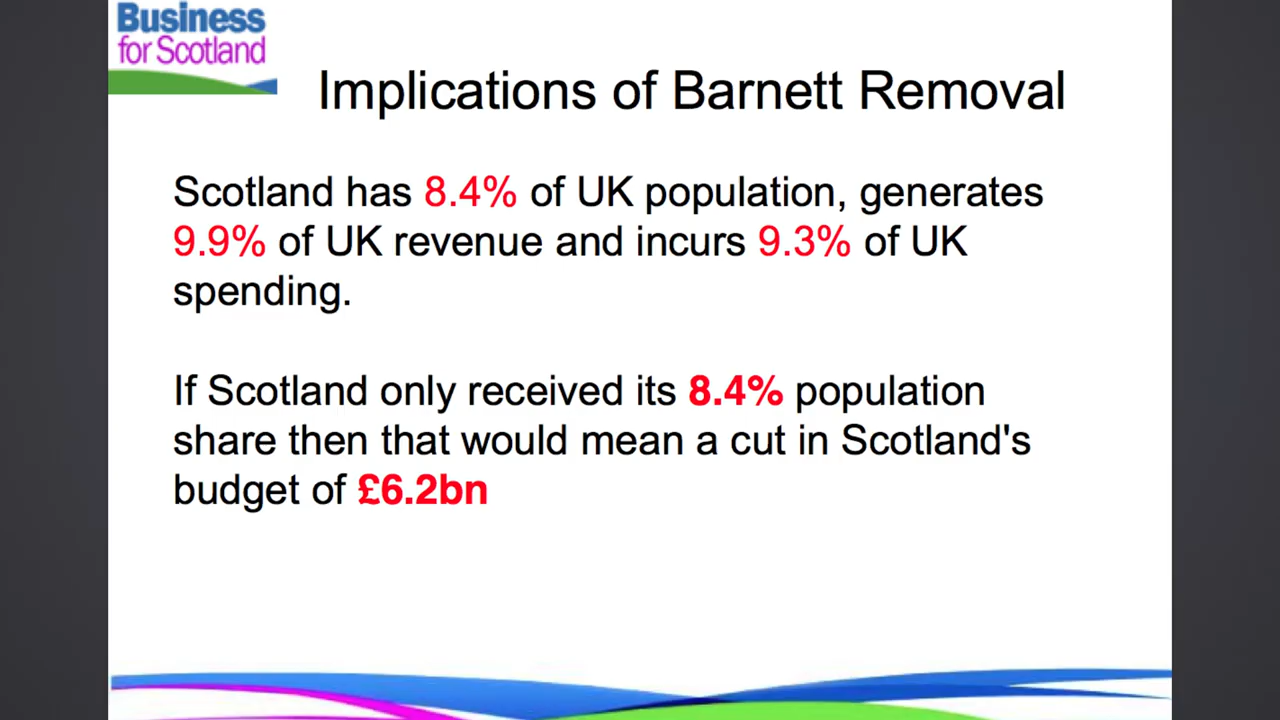 Business
for Scotland
Implications of Barnett Removal
Scotland has 8.4% of UK population, generates
9.9% of UK revenue and incurs 9.3% of UK
spending.
If Scotland only received its 8.4% population
share then that would mean a cut in Scotland's
budget of £6.2bn